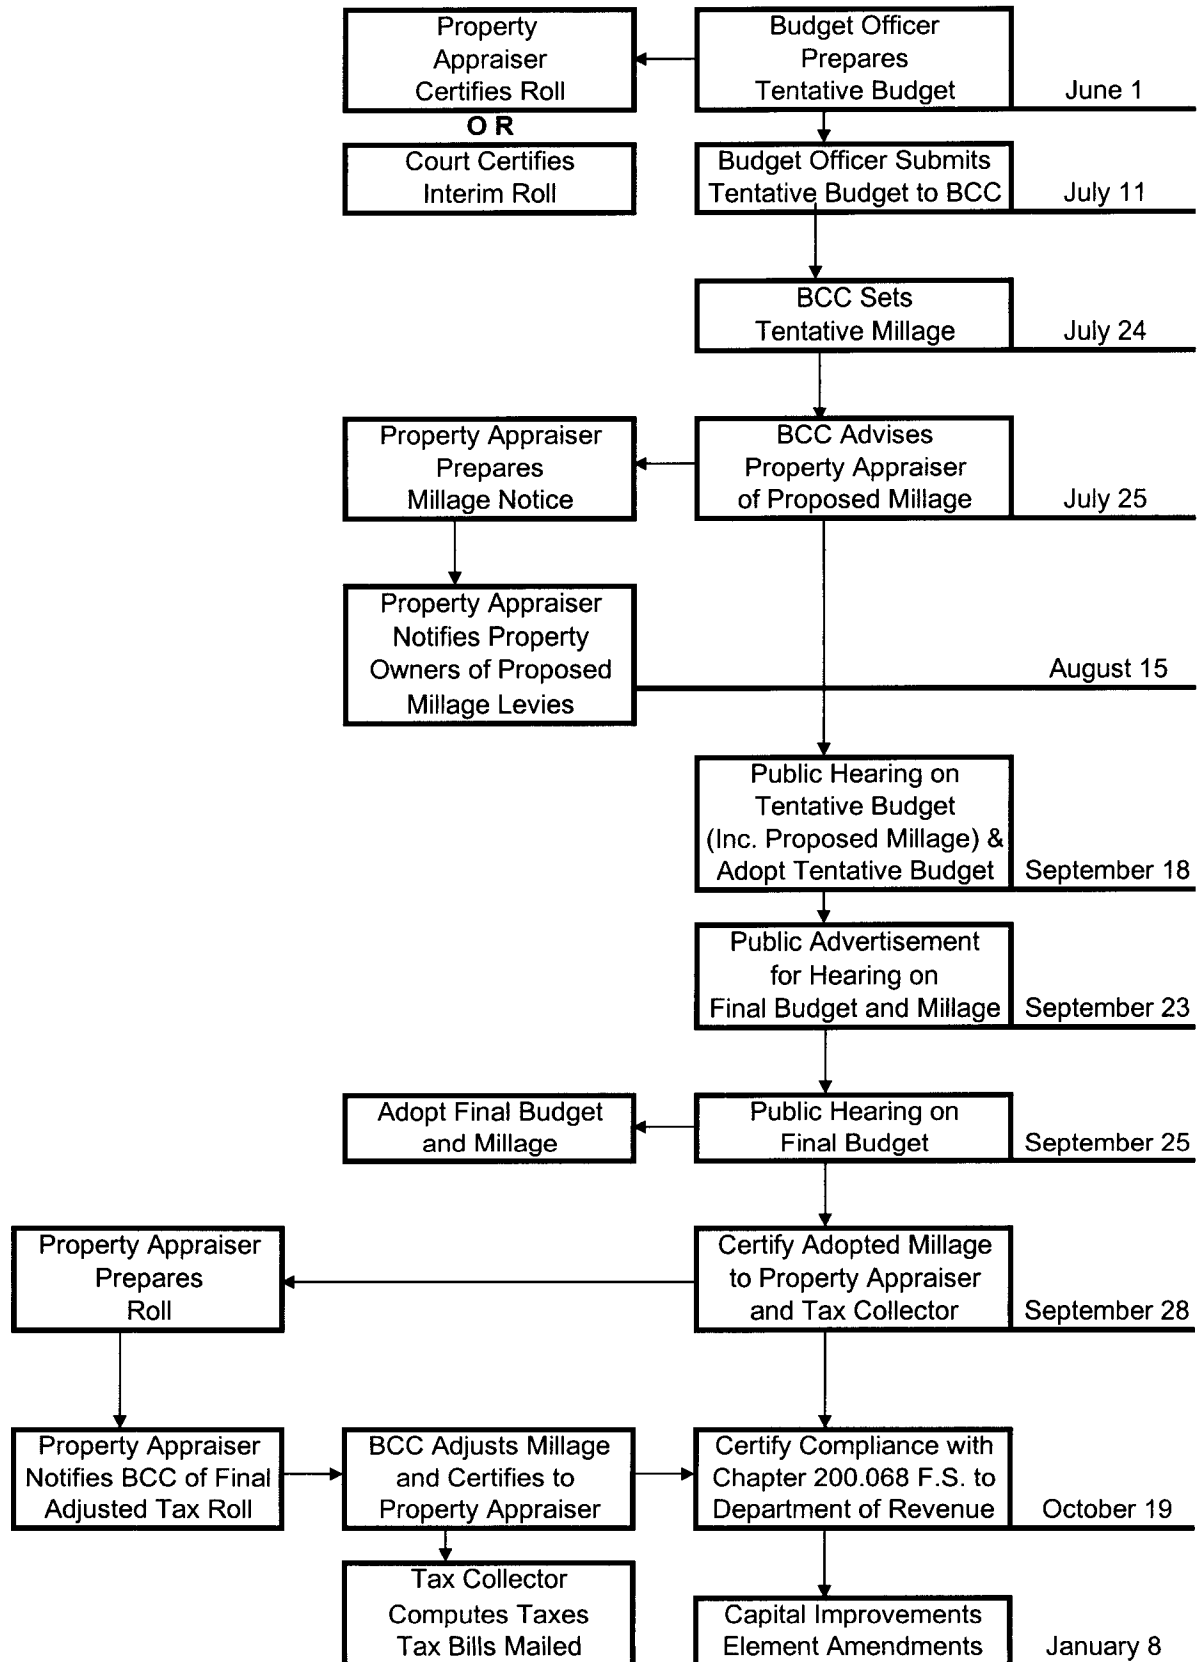 Property
Appraiser
Certifies Roll
Budget Officer
Prepares
Tentative Budget
June 1
O R
Court Certifies
Interim Roll
Budget Officer Submits
Tentative Budget to BCC
July 11
BCC Sets
Tentative Millage
July 24
Property Appraiser
Prepares
Millage Notice
BCC Advises
Property Appraiser
of Proposed Millage
July 25
Property Appraiser
Notifies Property
Owners of Proposed
Millage Levies
August 15
Public Hearing on
Tentative Budget
(Inc. Proposed Millage) &
Adopt Tentative Budget
September 18
Public Advertisement
for Hearing on
Final Budget and Millage
September 23
Adopt Final Budget
and Millage
Public Hearing on
Final Budget
September 25
Property Appraiser
Prepares
Roll
Certify Adopted Millage
to Property Appraiser
and Tax Collector
September 28
Property Appraiser
Notifies BCC of Final
Adjusted Tax Roll
BCC Adjusts Millage
and Certifies to
Property Appraiser
Certify Compliance with
Chapter 200.068 F.S. to
Department of Revenue
October 19
Tax Collector
Computes Taxes
Tax Bills Mailed
Capital Improvements
Element Amendments
January 8